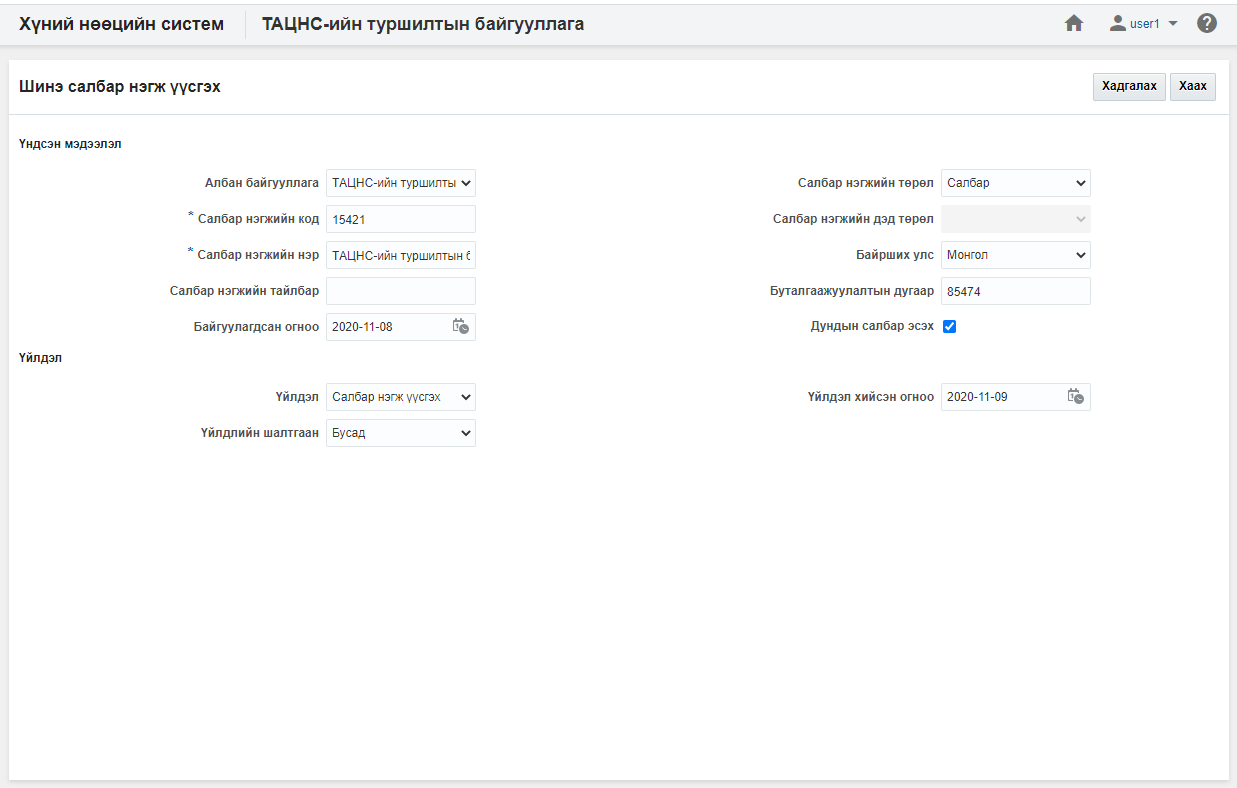 Хүний нөөцийн систем ТАЦНС-ийн туршилтын байгууллага user1
Шинэ салбар нэгж үүсгэх Хадгалах Хаах
Үндсэн мэдээлэл
Албан байгууллага ТАЦНС-ийн туршилты Салбар нэгжийн төрөл Салбар
* Салбар нэгжийн код 15421 Салбар нэгжийн дэд төрөл
* Салбар нэгжийн нэр ТАЦНС-ийн туршилтын б Байрших улс Монгол
Салбар нэгжийн тайлбар Буталгаажуулалтын дугаар 85474
Байгуулагдсан огноо 2020-11-08 Дундын салбар эсэх
Үйлдэл
Үйлдэл Салбар нэгж үүсгэх Үйлдэл хийсэн огноо 2020-11-09
Үйлдлийн шалтгаан Бусад